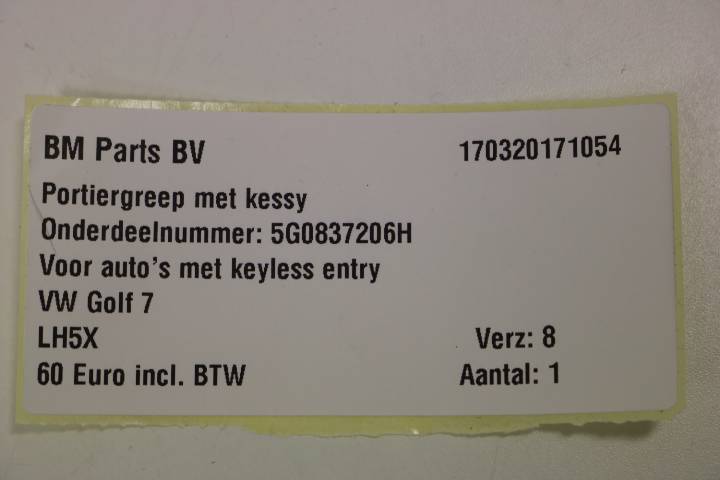 BM Parts BV 170320171054
Portiergreep met kessy
Onderdeelnummer: 5G0837206H
Voor auto's met keyless entry
VW Golf 7
LH5X Verz: 8
60 Euro incl. BTW Aantal: 1